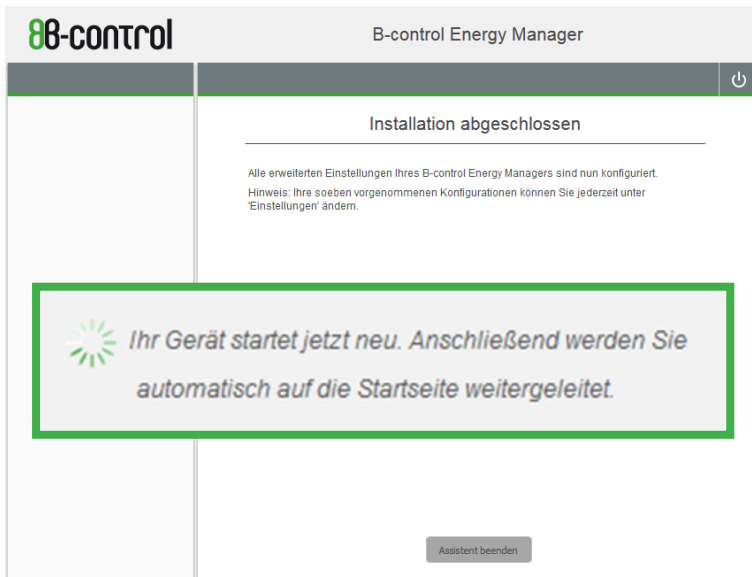 B-control
B-control Energy Manager
Installation abgeschlossen
Alle erweiterten Einstellungen Ihres B-control Energy Managers sind nun konfiguriert.
Hinweis: Ihre soeben vorgenommenen Konfigurationen können Sie jederzeit unter
'Einstellungen' ändern.
Ihr Gerät startet jetzt neu. Anschließend werden Sie
automatisch auf die Startseite weitergeleitet.
Assistent beenden